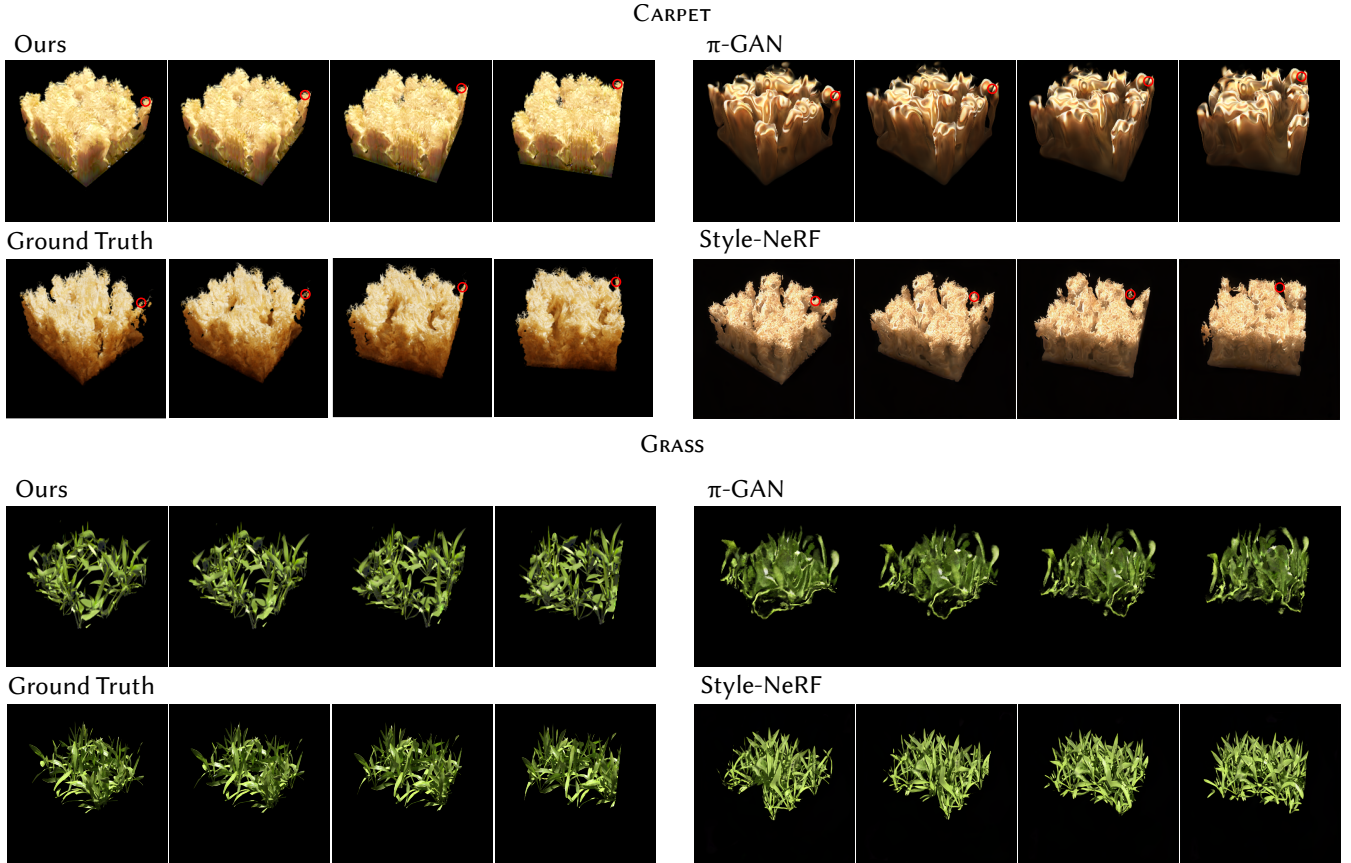 CARPET
Ours
π-GAN
Ground Truth
Style-NeRF
GRASS
Ours
π-GAN
Ground Truth
Style-NeRF